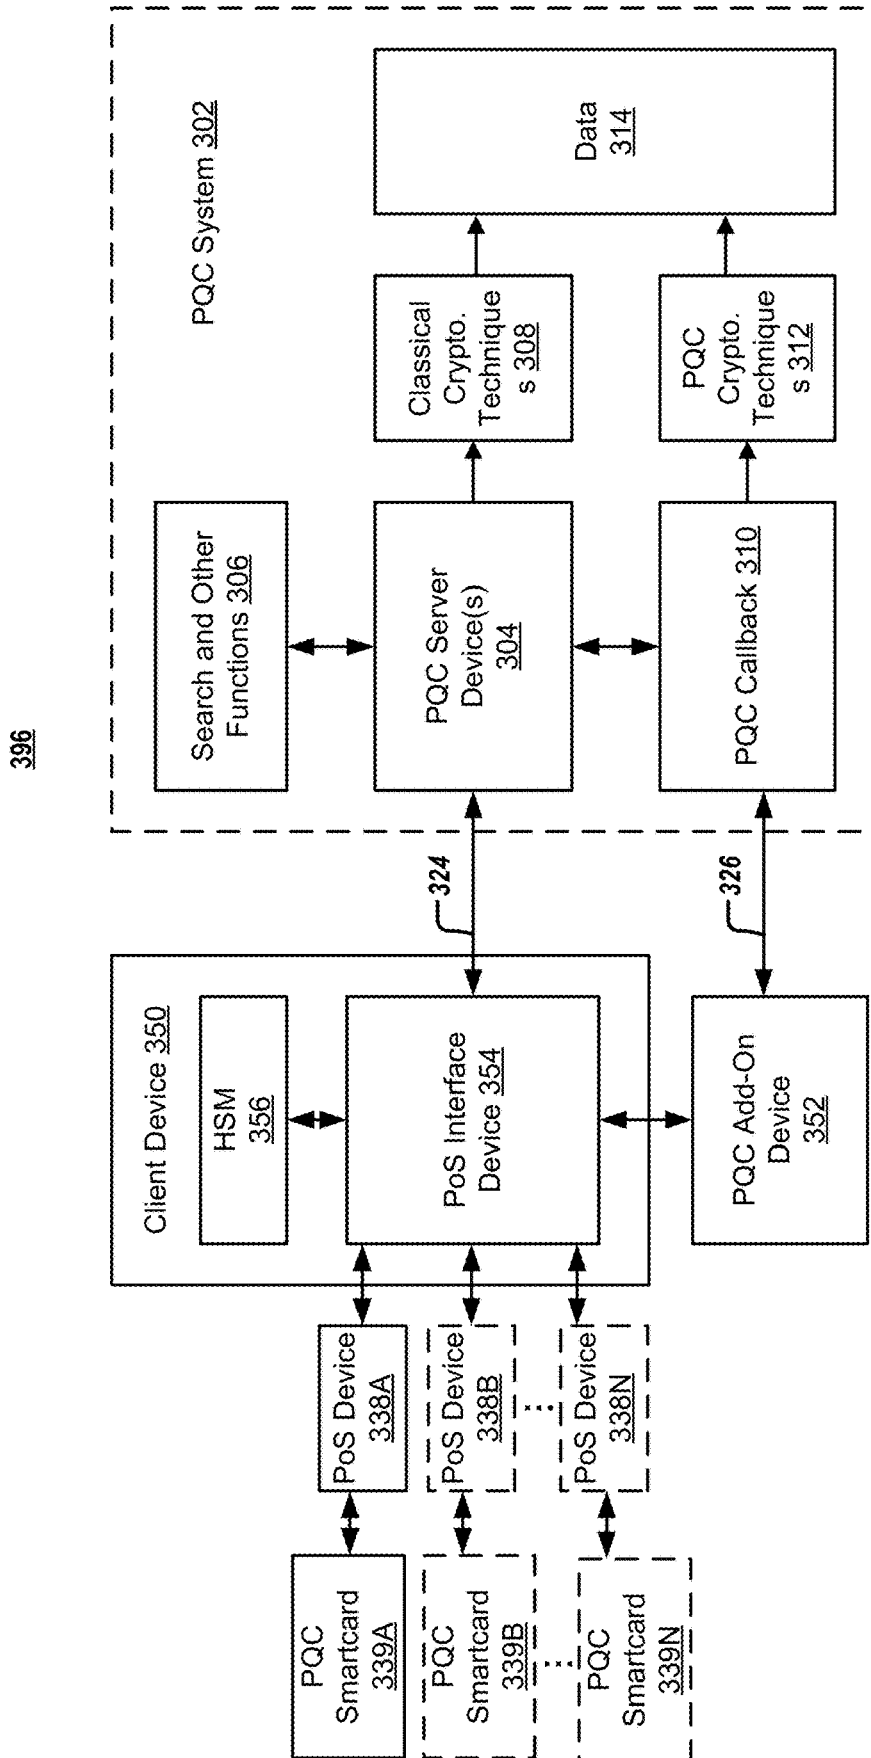 396
PQC
Smartcard
339A
PQC
Smartcard
339B
PQC
Smartcard
339N
PoS Device
338A
PoS Device
338B
PoS Device
338N
Client Device 350
HSM
356
PoS Interface
Device 354
PQC Add-On
Device
352
324
326
PQC System 302
Search and Other
Functions 306
PQC Server
Device(s)
304
PQC Callback 310
Classical
Crypto.
Technique
s 308
PQC
Crypto.
Technique
s 312
Data
314